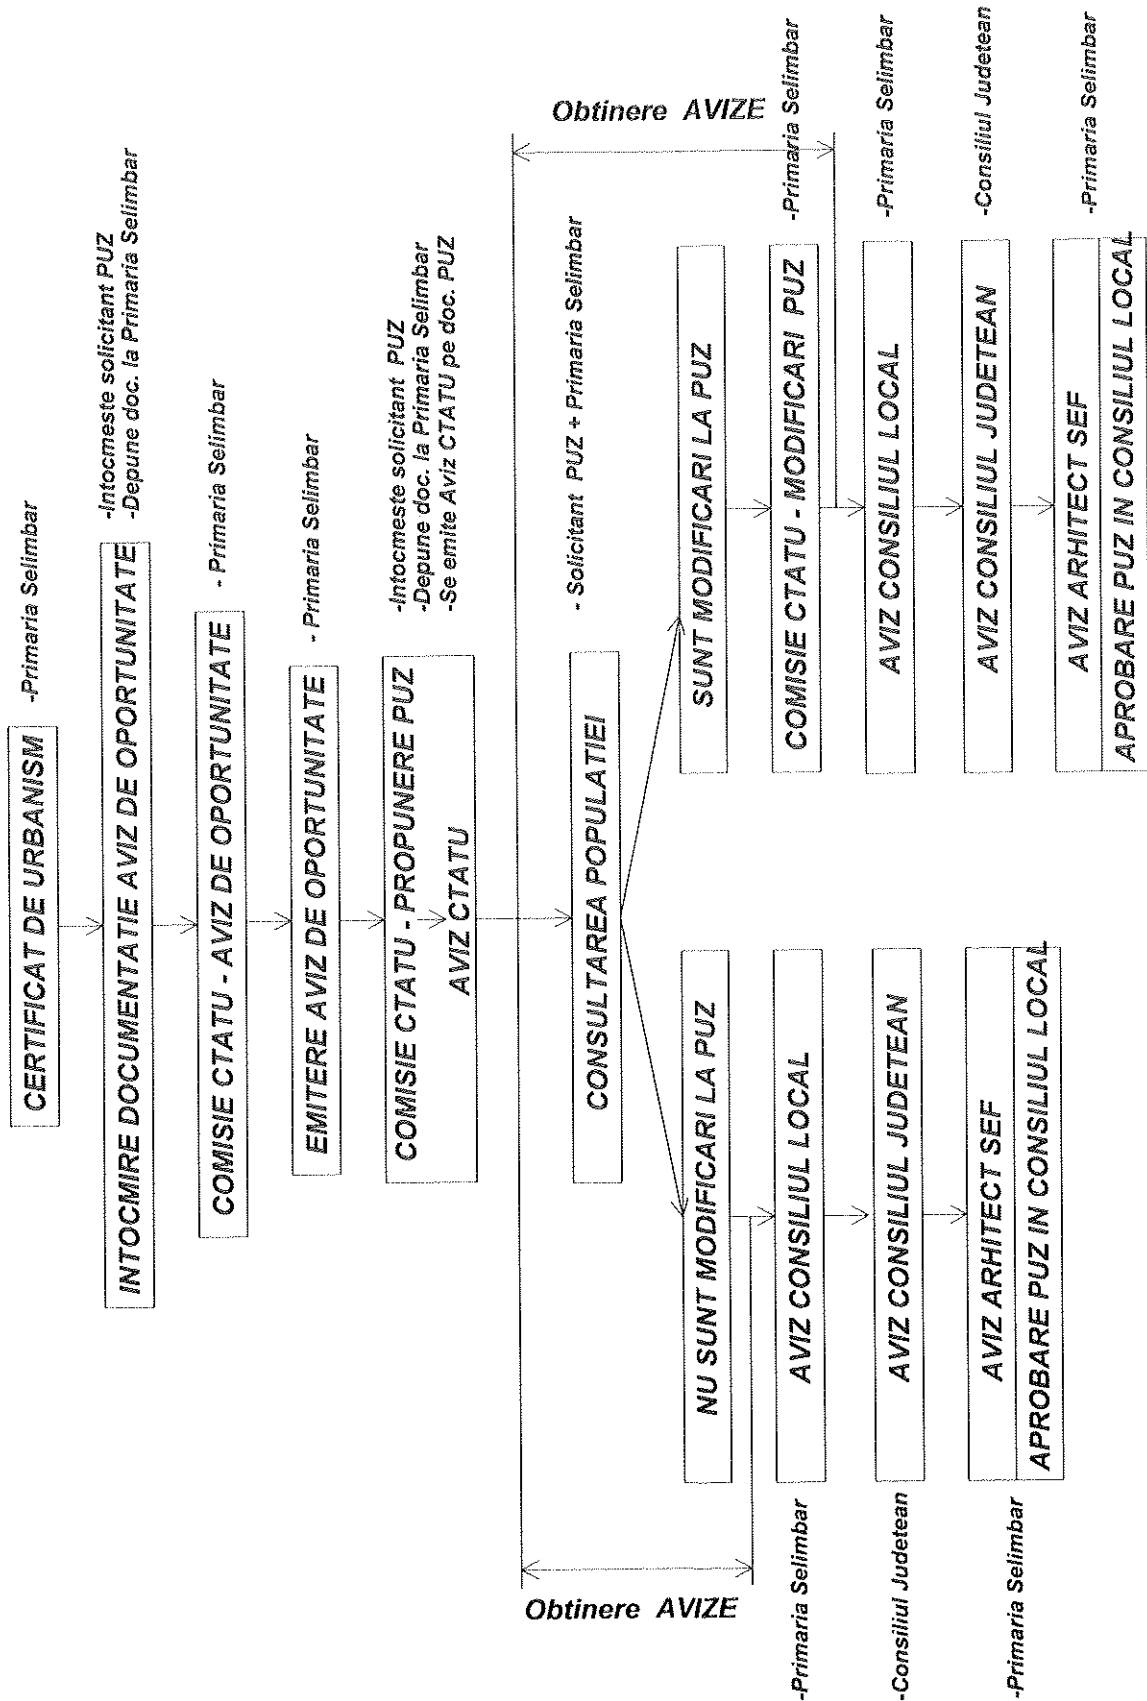 CERTIFICAT DE URBANISM
-Primaria Selimbar
INTOCMIRE DOCUMENTATIE AVIZ DE OPORTUNITATE
-Intocmeste solicitant PUZ
-Depune doc. la Primaria Selimbar
COMISIE CTATU - AVIZ DE OPORTUNITATE
- Primaria Selimbar
EMITERE AVIZ DE OPORTUNITATE
- Primaria Selimbar
COMISIE CTATU - PROPUNERE PUZ
AVIZ CTATU
-Intocmeste solicitant PUZ
-Depune doc. la Primaria Selimbar
-Se emite Aviz CTATU pe doc. PUZ
CONSULTAREA POPULATIEI
- Solicitant PUZ + Primaria Selimbar
Obtinere AVIZE
NU SUNT MODIFICARI LA PUZ
-Primaria Selimbar
AVIZ CONSILIUL LOCAL
-Consiliul Judetean
AVIZ CONSILIUL JUDETEAN
-Primaria Selimbar
AVIZ ARHITECT SEF
APROBARE PUZ IN CONSILIUL LOCAL
Obtinere AVIZE
SUNT MODIFICARI LA PUZ
COMISIE CTATU - MODIFICARI PUZ
-Primaria Selimbar
AVIZ CONSILIUL LOCAL
-Primaria Selimbar
AVIZ CONSILIUL JUDETEAN
-Consiliul Judetean
AVIZ ARHITECT SEF
APROBARE PUZ IN CONSILIUL LOCAL
-Primaria Selimbar